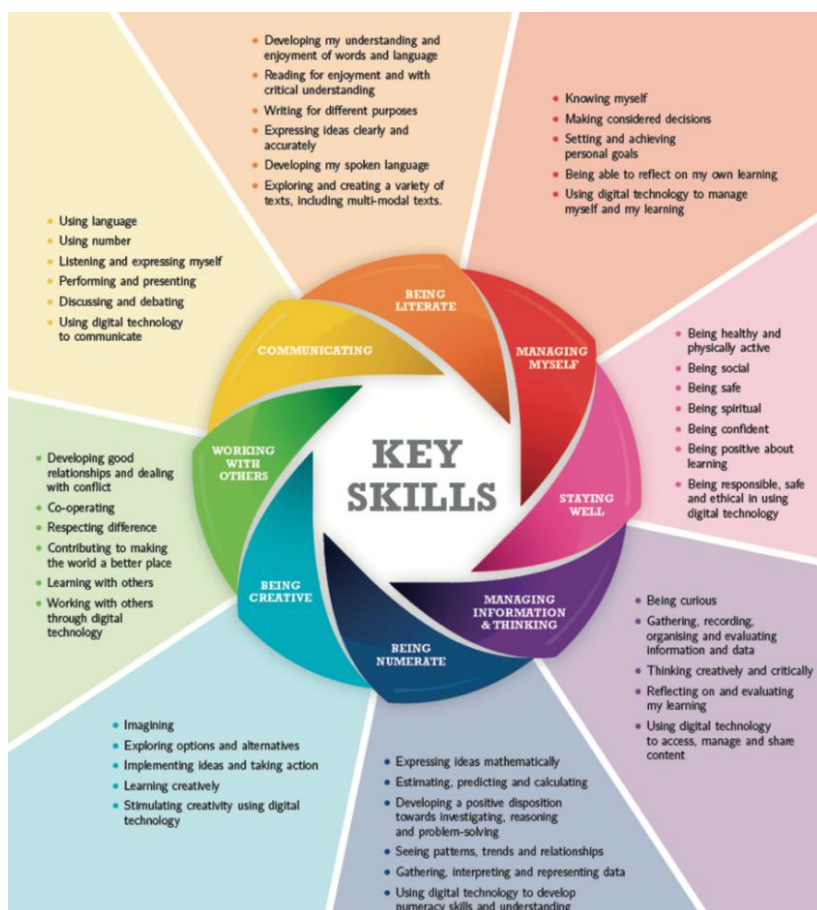 • Developing my understanding and
enjoyment of words and language
• Reading for enjoyment and with
critical understanding
• Writing for different purposes
• Expressing ideas clearly and
accurately
• Developing my spoken language
• Exploring and creating a variety of
texts, including multi-modal texts.
• Knowing myself
• Making considered decisions
• Setting and achieving
personal goals
• Being able to reflect on my own learning
• Using digital technology to manage
myself and my learning
• Using language
• Using number
• Listening and expressing myself
• Performing and presenting
• Discussing and debating
• Using digital technology
to communicate
BEING
LITERATE
COMMUNICATING
MANAGING
MYSELF
• Being healthy and
physically active
• Being social
• Being safe
• Being spiritual
• Being confident
• Being positive about
learning
• Being responsible, safe
and ethical in using
digital technology
• Developing good
relationships and dealing
with conflict
• Co-operating
• Respecting difference
• Contributing to making
the world a better place
• Learning with others
• Working with others
through digital
technology
WORKING
WITH
OTHERS
KEY
SKILLS
STAYING
WELL
BEING
CREATIVE
MANAGING
INFORMATION
& THINKING
BEING
NUMERATE
• Being curious
• Gathering, recording,
organising and evaluating
information and data
• Thinking creatively and critically
• Reflecting on and evaluating
my learning
• Using digital technology
to access, manage and share
content
• Imagining
• Exploring options and alternatives
• Implementing ideas and taking action
• Learning creatively
• Stimulating creativity using digital
technology
• Expressing ideas mathematically
• Estimating, predicting and calculating
• Developing a positive disposition
towards investigating, reasoning
and problem-solving
• Seeing patterns, trends and relationships
• Gathering, interpreting and representing data
• Using digital technology to develop
numeracy skills and understanding